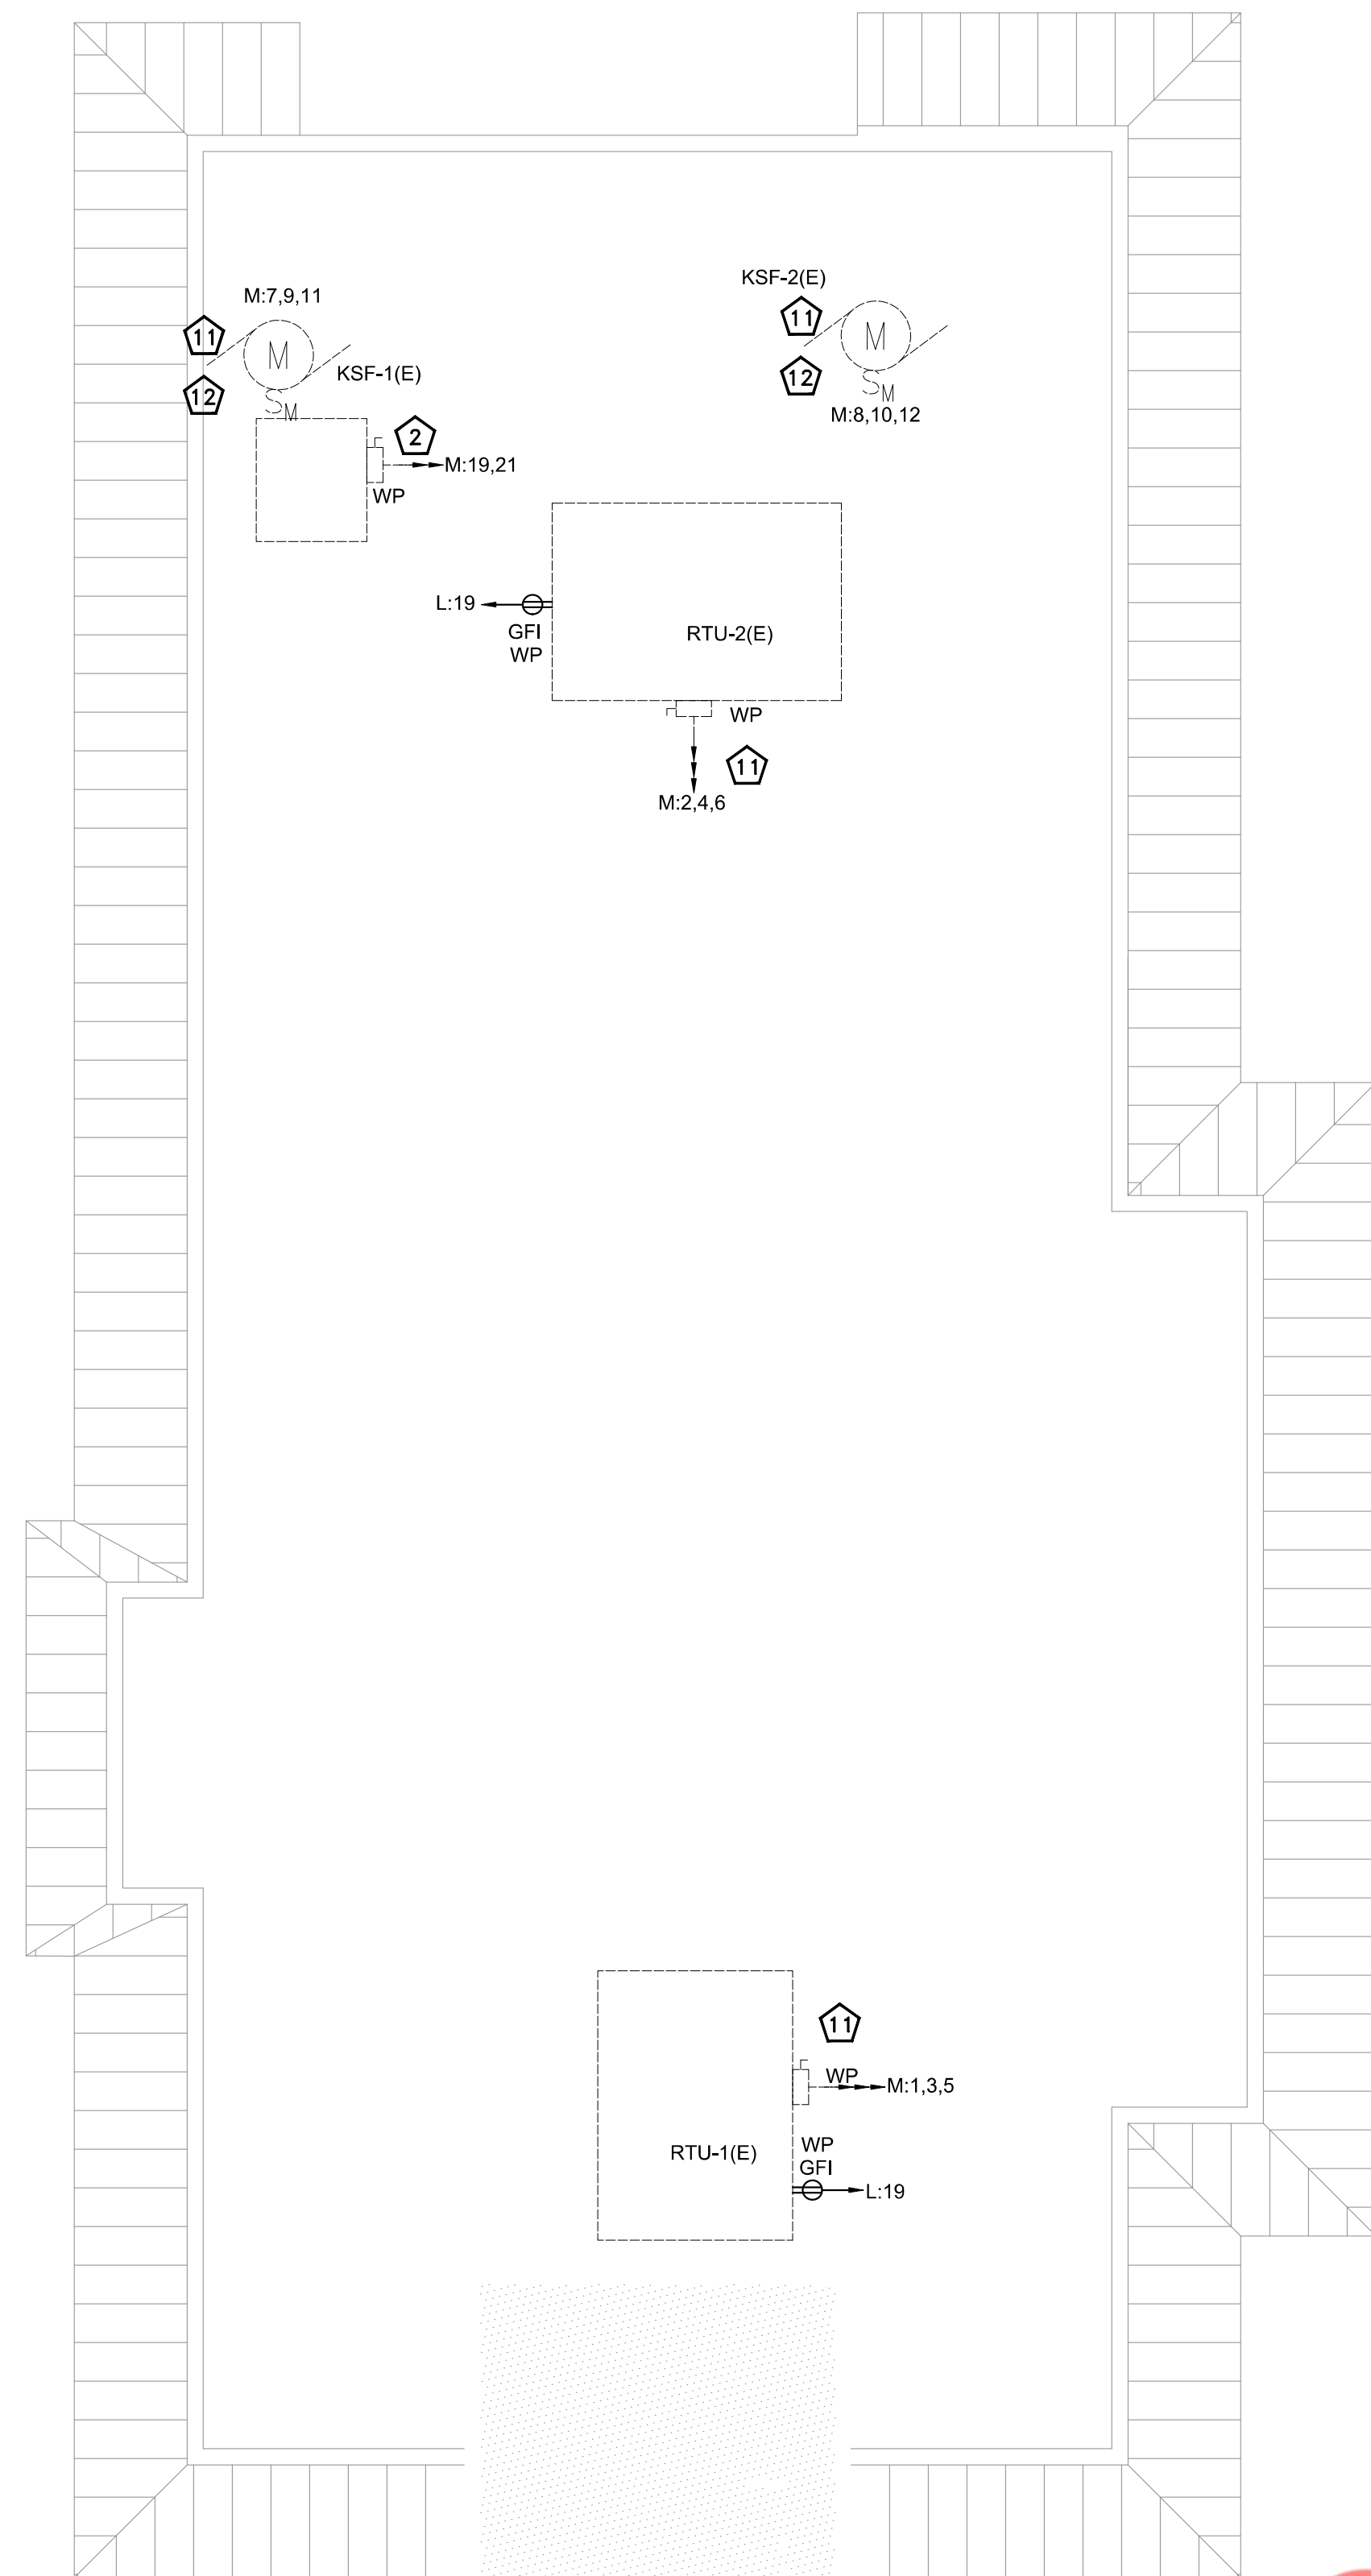 KSF-2(E)
M:7,9,11
11
11
M
M
KSF-1(E)
12
12
SM
SM
M:8,10,12
2
M:19,21
WP
L:19
GFI
WP
RTU-2(E)
WP
11
M:2,4,6
11
WP
M:1,3,5
RTU-1(E)
WP
GFI
L:19